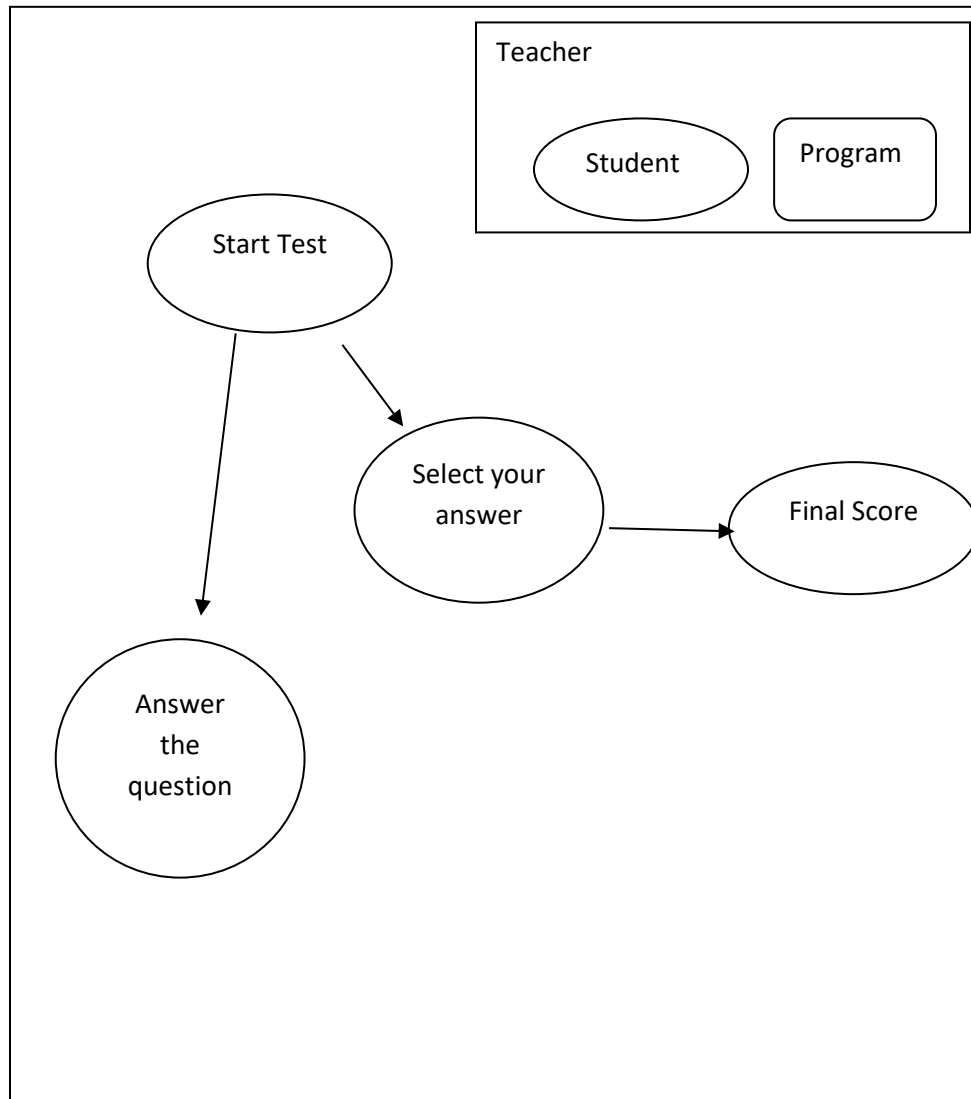 Teacher
Student
Program
Start Test
Select your
answer
Final Score
Answer
the
question